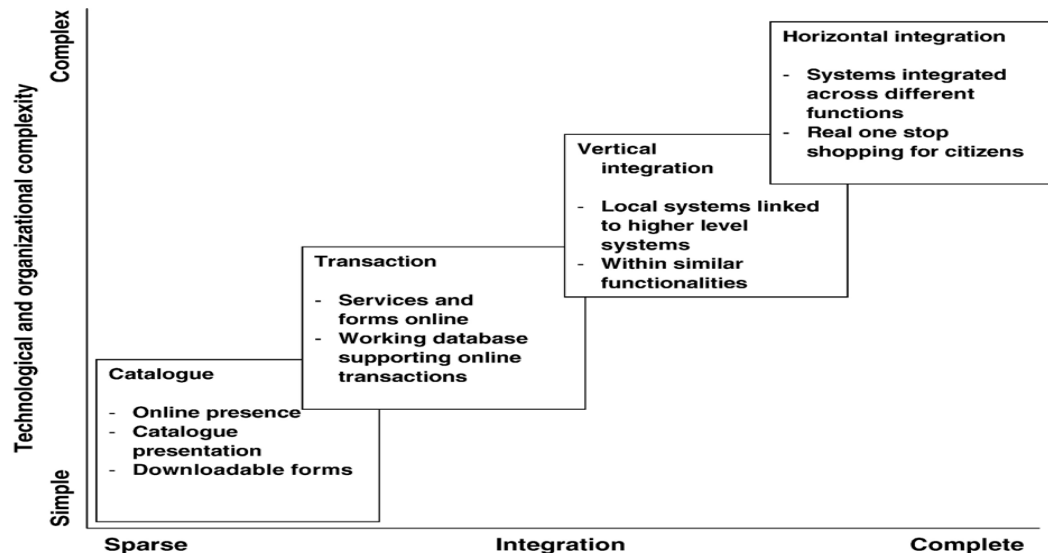 Technological and organizational complexity
Complex
Simple
Horizontal integration
- Systems integrated
across different
functions
- Real one stop
shopping for citizens
Vertical
integration
- Local systems linked
to higher level
systems
- Within similar
functionalities
Transaction
- Services and
forms online
- Working database
supporting online
transactions
Catalogue
- Online presence
- Catalogue
presentation
- Downloadable forms
Sparse
Integration
Complete